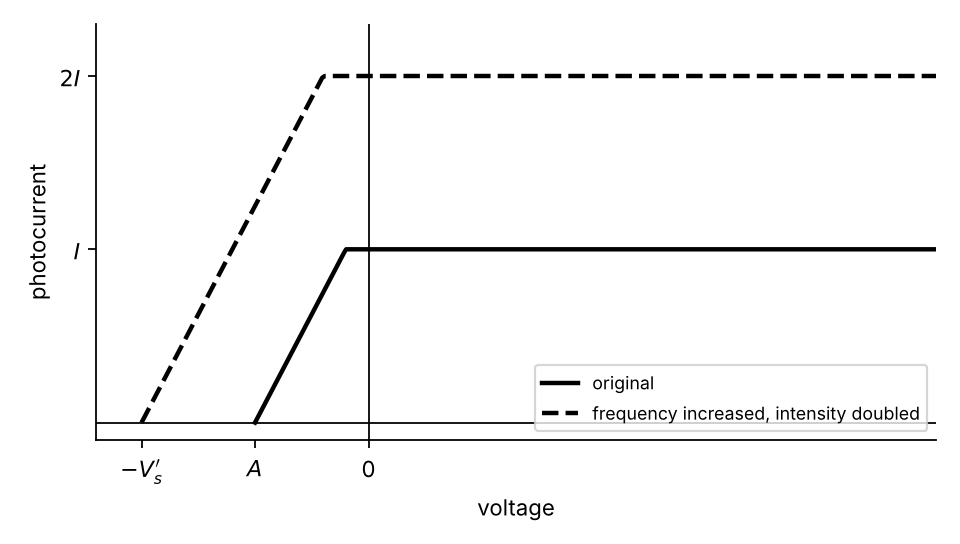 2I
I
photocurrent
original
frequency increased, intensity doubled
−V′ₛ
A
0
voltage